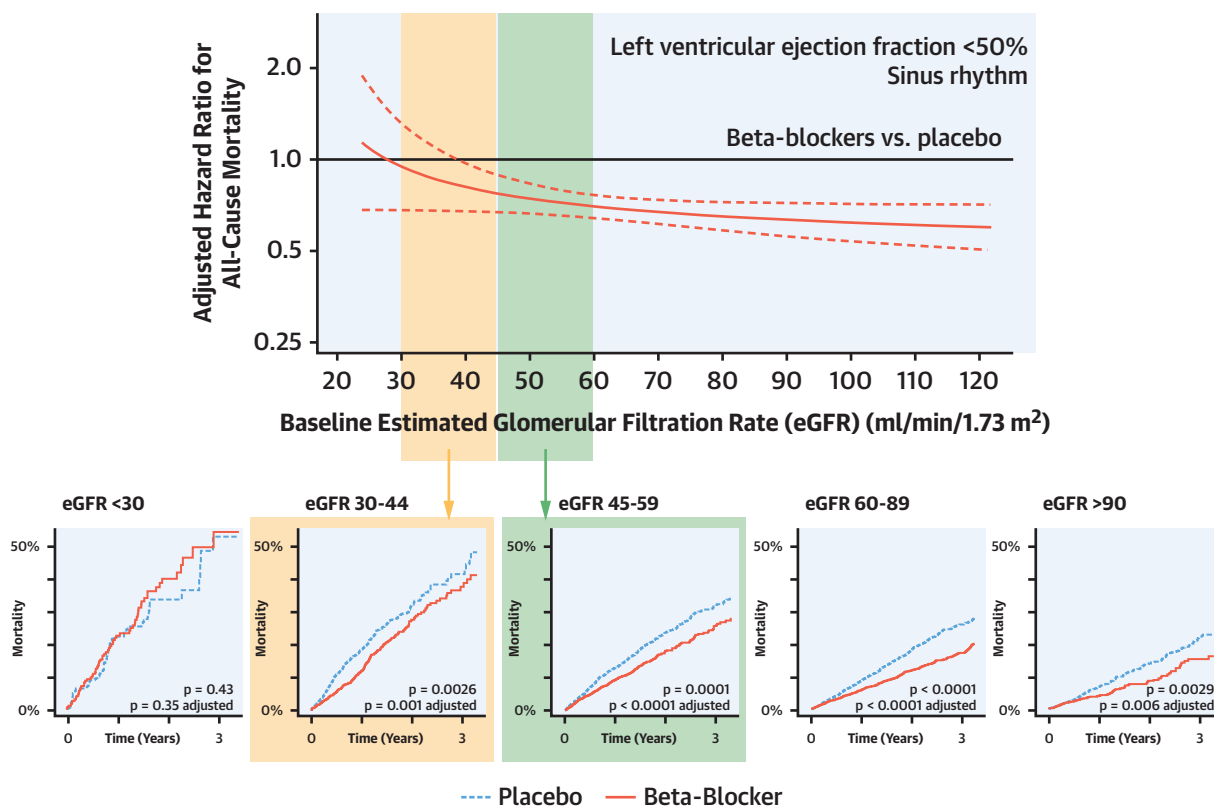 Adjusted Hazard Ratio for
All-Cause Mortality
2.0
1.0
0.5
0.25
Left ventricular ejection fraction <50%
Sinus rhythm
Beta-blockers vs. placebo
20 30 40 50 60 70 80 90 100 110 120
Baseline Estimated Glomerular Filtration Rate (eGFR) (ml/min/1.73 m²)
eGFR <30
50%
Mortality
0%
p = 0.43
p = 0.35 adjusted
0 Time (Years) 3
eGFR 30-44
50%
Mortality
0%
p = 0.0026
p = 0.001 adjusted
0 Time (Years) 3
eGFR 45-59
50%
Mortality
0%
p = 0.0001
p < 0.0001 adjusted
0 Time (Years) 3
eGFR 60-89
50%
Mortality
0%
p < 0.0001
p < 0.0001 adjusted
0 Time (Years) 3
eGFR >90
50%
Mortality
0%
p = 0.0029
p = 0.006 adjusted
0 Time (Years) 3
Placebo Beta-Blocker